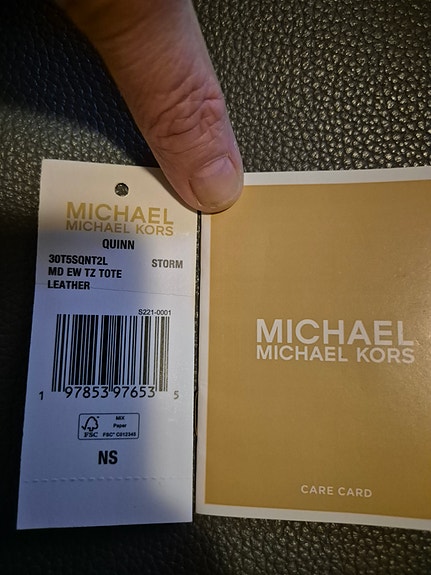 MICHAEL
MICHAEL KORS
QUINN
30T5SQNT2L
MD EW TZ TOTE STORM
LEATHER
S221-0001
1 97853 97653 5
FSC
MIX
Paper
FSC® C012345
NS
MICHAEL
MICHAEL KORS
CARE CARD